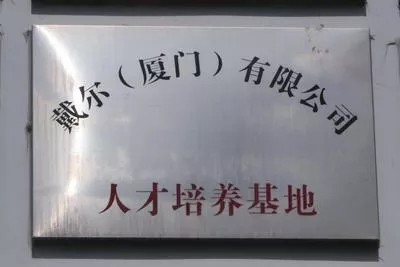 戴尔（厦门）有限公司
人才培养基地